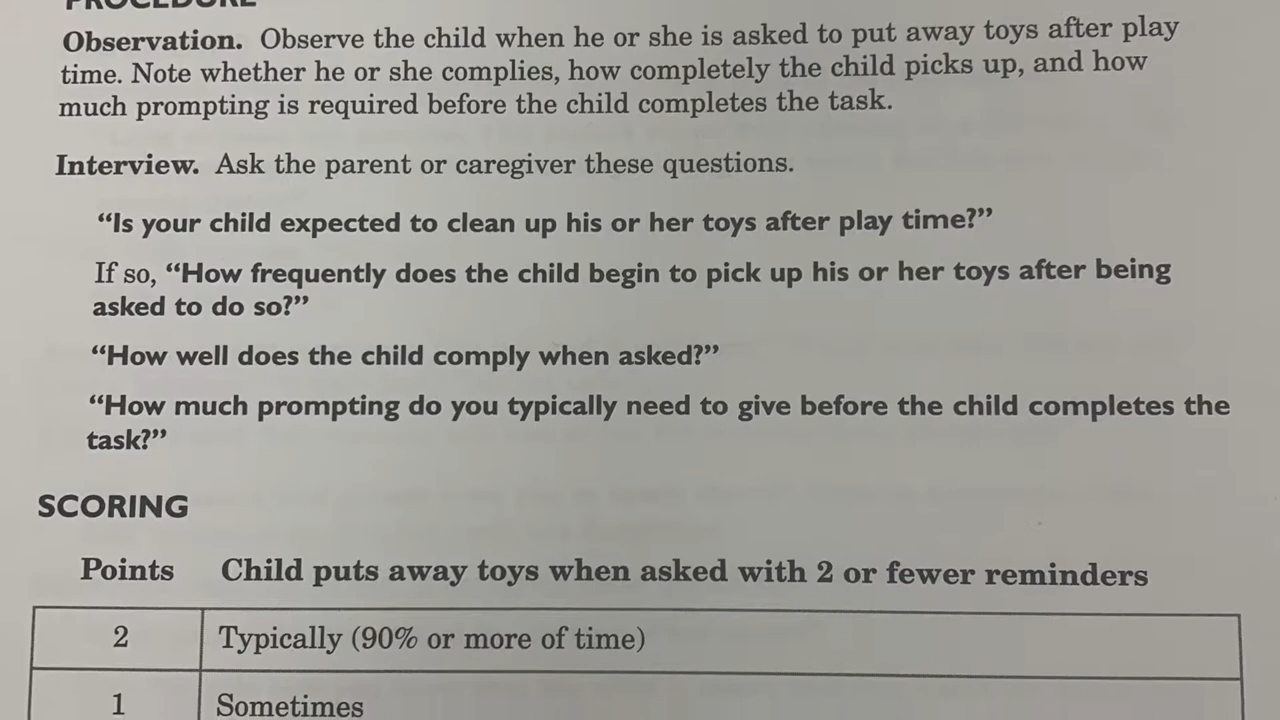 PROCEDURE
Observation. Observe the child when he or she is asked to put away toys after play
time. Note whether he or she complies, how completely the child picks up, and how
much prompting is required before the child completes the task.
Interview. Ask the parent or caregiver these questions.
“Is your child expected to clean up his or her toys after play time?”
If so, “How frequently does the child begin to pick up his or her toys after being
asked to do so?”
“How well does the child comply when asked?”
“How much prompting do you typically need to give before the child completes the
task?”
SCORING
Points Child puts away toys when asked with 2 or fewer reminders
2 Typically (90% or more of time)
1 Sometimes